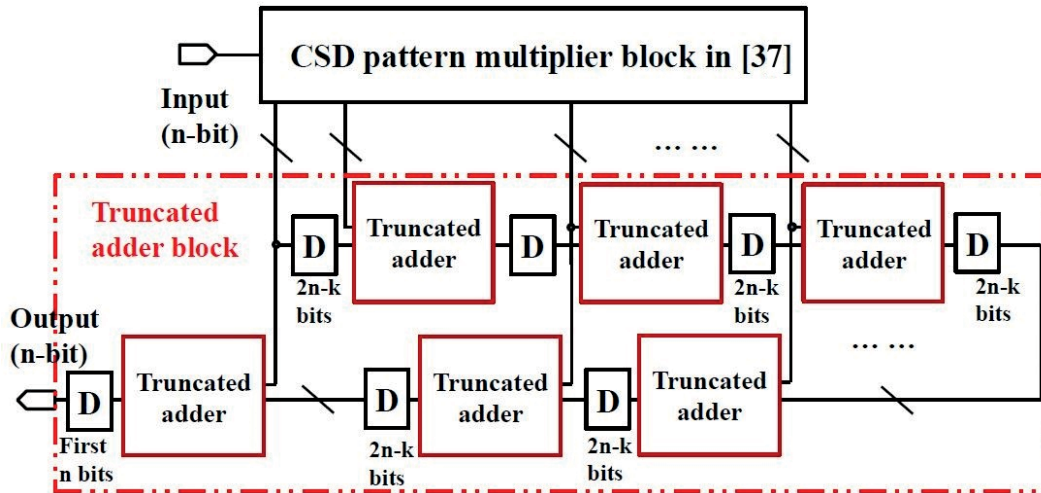 CSD pattern multiplier block in [37]
Input
(n-bit)
... ...
Truncated
adder block
D
2n-k
bits
Truncated
adder
D
Truncated
adder
D
2n-k
bits
Truncated
adder
D
2n-k
bits
Output
(n-bit)
D
First
n bits
Truncated
adder
D
2n-k
bits
Truncated
adder
D
2n-k
bits
Truncated
adder
... ...